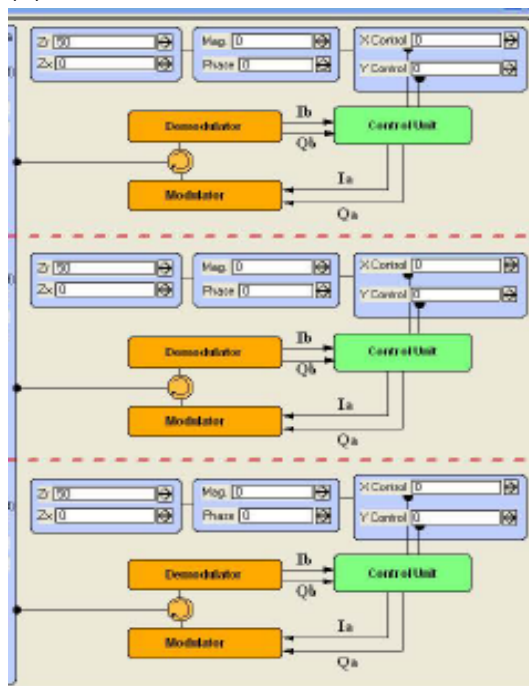 Zr 50 Mag. 0 X Control 0
Zx 0 Phase 0 Y Control 0
Ib
Demodulator Control Unit
Qb
Ia
Modulator
Qa
Zr 50 Mag. 0 X Control 0
Zx 0 Phase 0 Y Control 0
Ib
Demodulator Control Unit
Qb
Ia
Modulator
Qa
Zr 50 Mag. 0 X Control 0
Zx 0 Phase 0 Y Control 0
Ib
Demodulator Control Unit
Qb
Ia
Modulator
Qa